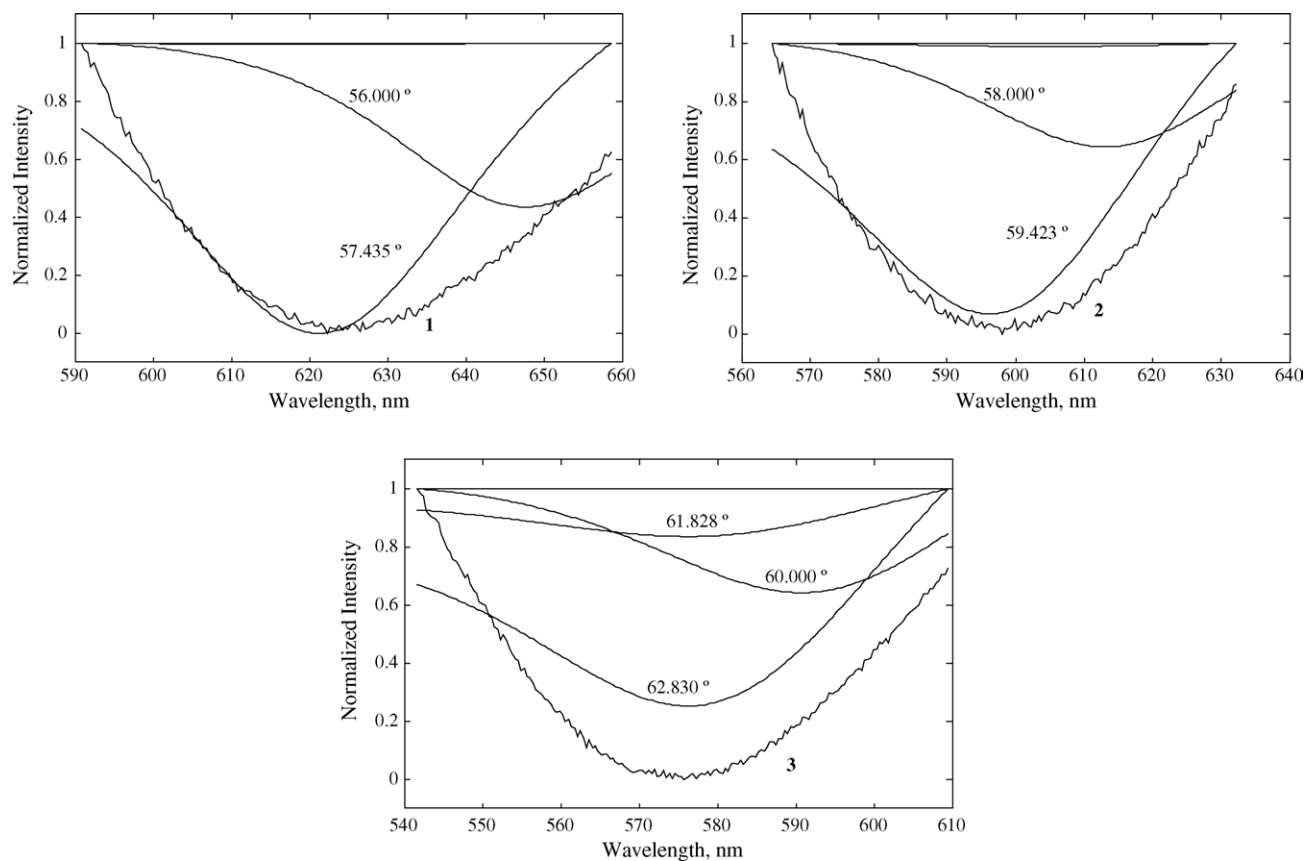 1
0.8
0.6
0.4
0.2
0
Normalized Intensity
56.000 º
57.435 º
1
590 600 610 620 630 640 650 660
Wavelength, nm
1
0.8
0.6
0.4
0.2
0
Normalized Intensity
58.000 º
59.423 º
2
560 570 580 590 600 610 620 630 640
Wavelength, nm
1
0.8
0.6
0.4
0.2
0
Normalized Intensity
61.828 º
60.000 º
62.830 º
3
540 550 560 570 580 590 600 610
Wavelength, nm